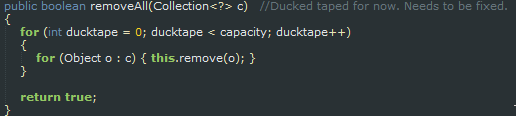 public boolean removeAll(Collection<?> c)  //Ducked taped for now. Needs to be fixed.
{
   for (int ducktape = 0; ducktape < capacity; ducktape++)
   {
      for (Object o : c) { this.remove(o); }
   }

   return true;
}